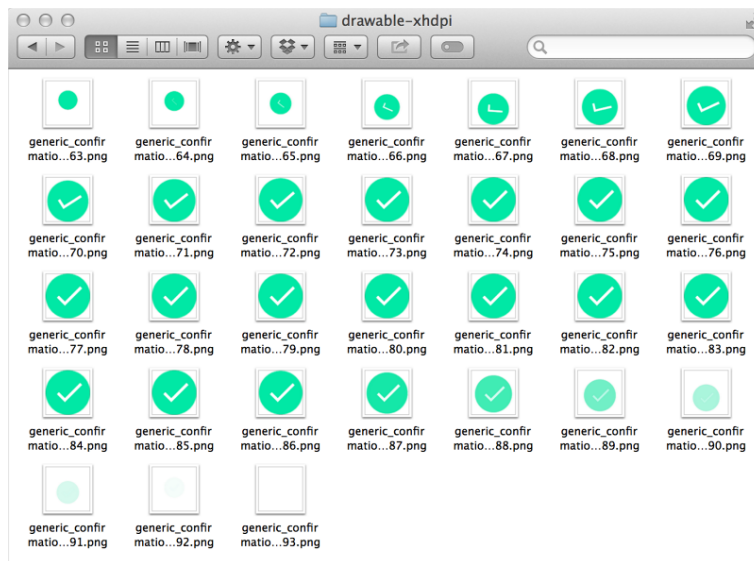 drawable-xhdpi
generic_confir generic_confir generic_confir generic_confir generic_confir generic_confir generic_confir
matio...63.png matio...64.png matio...65.png matio...66.png matio...67.png matio...68.png matio...69.png
generic_confir generic_confir generic_confir generic_confir generic_confir generic_confir generic_confir
matio...70.png matio...71.png matio...72.png matio...73.png matio...74.png matio...75.png matio...76.png
generic_confir generic_confir generic_confir generic_confir generic_confir generic_confir generic_confir
matio...77.png matio...78.png matio...79.png matio...80.png matio...81.png matio...82.png matio...83.png
generic_confir generic_confir generic_confir generic_confir generic_confir generic_confir generic_confir
matio...84.png matio...85.png matio...86.png matio...87.png matio...88.png matio...89.png matio...90.png
generic_confir generic_confir generic_confir
matio...91.png matio...92.png matio...93.png